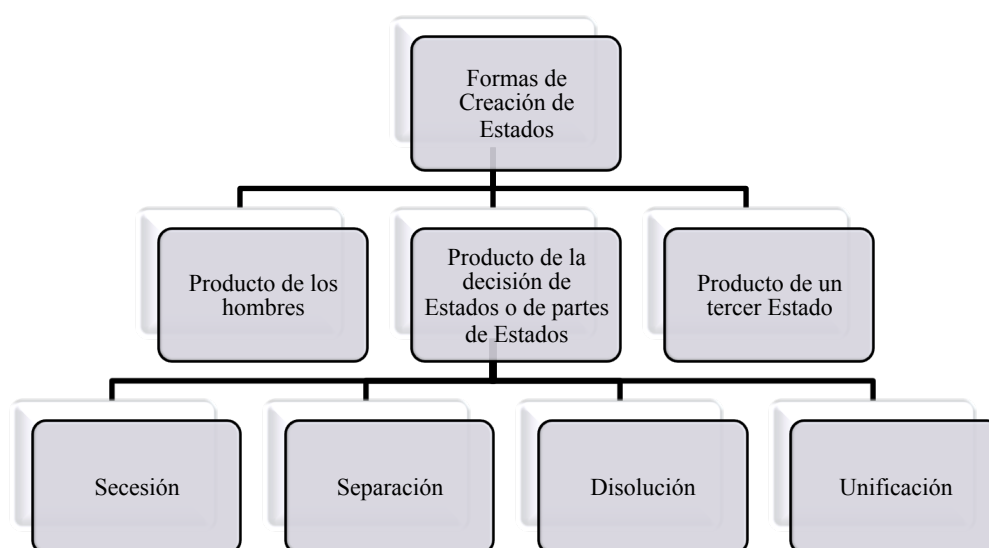 Formas de
Creación de
Estados
Producto de los
hombres
Producto de la
decisión de
Estados o de partes
de Estados
Producto de un
tercer Estado
Secesión
Separación
Disolución
Unificación